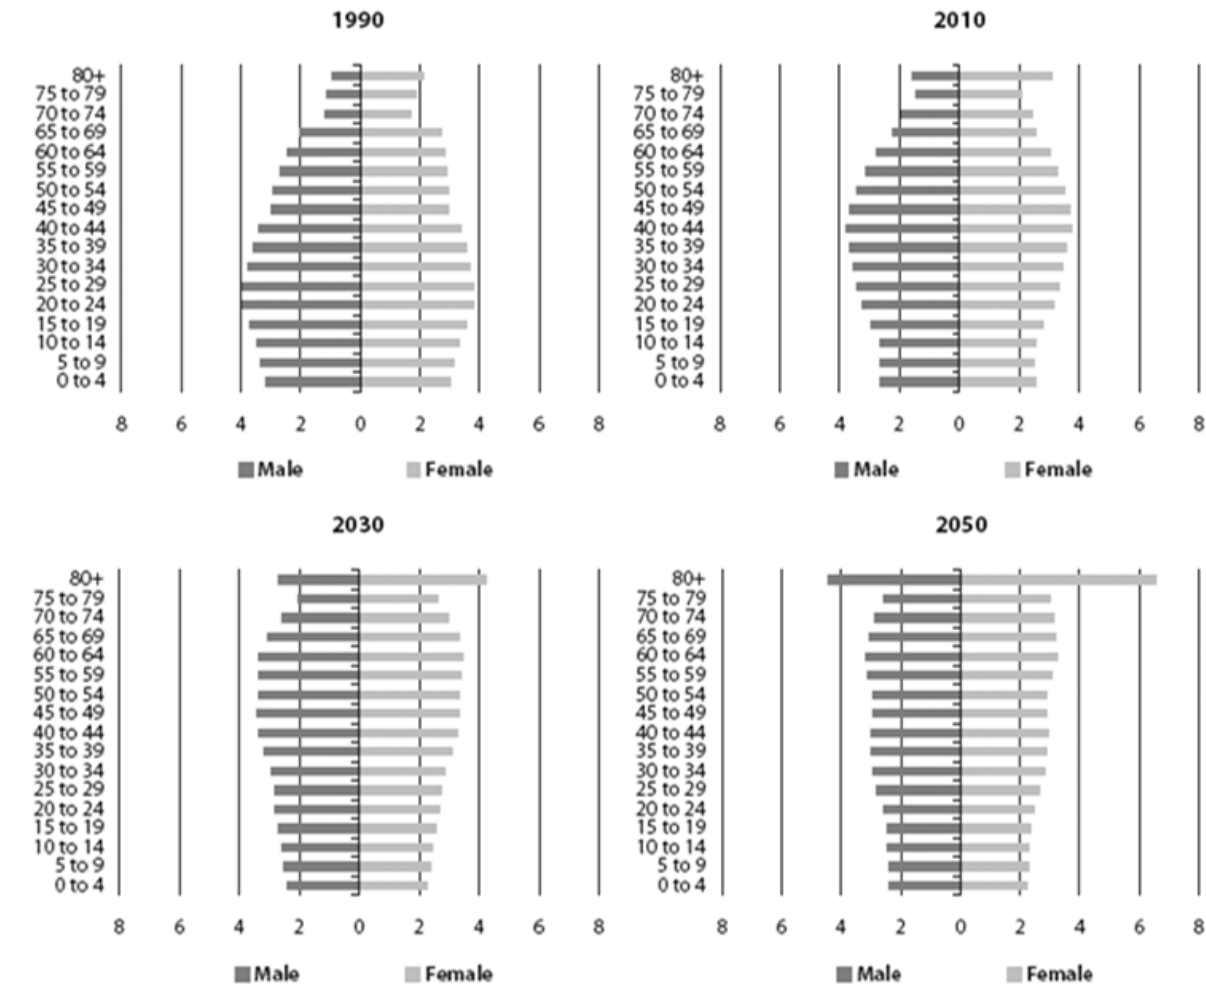 1990
80+
75 to 79
70 to 74
65 to 69
60 to 64
55 to 59
50 to 54
45 to 49
40 to 44
35 to 39
30 to 34
25 to 29
20 to 24
15 to 19
10 to 14
5 to 9
0 to 4
8 6 4 2 0 2 4 6 8
Male Female
2010
80+
75 to 79
70 to 74
65 to 69
60 to 64
55 to 59
50 to 54
45 to 49
40 to 44
35 to 39
30 to 34
25 to 29
20 to 24
15 to 19
10 to 14
5 to 9
0 to 4
8 6 4 2 0 2 4 6 8
Male Female
2030
80+
75 to 79
70 to 74
65 to 69
60 to 64
55 to 59
50 to 54
45 to 49
40 to 44
35 to 39
30 to 34
25 to 29
20 to 24
15 to 19
10 to 14
5 to 9
0 to 4
8 6 4 2 0 2 4 6 8
Male Female
2050
80+
75 to 79
70 to 74
65 to 69
60 to 64
55 to 59
50 to 54
45 to 49
40 to 44
35 to 39
30 to 34
25 to 29
20 to 24
15 to 19
10 to 14
5 to 9
0 to 4
8 6 4 2 0 2 4 6 8
Male Female